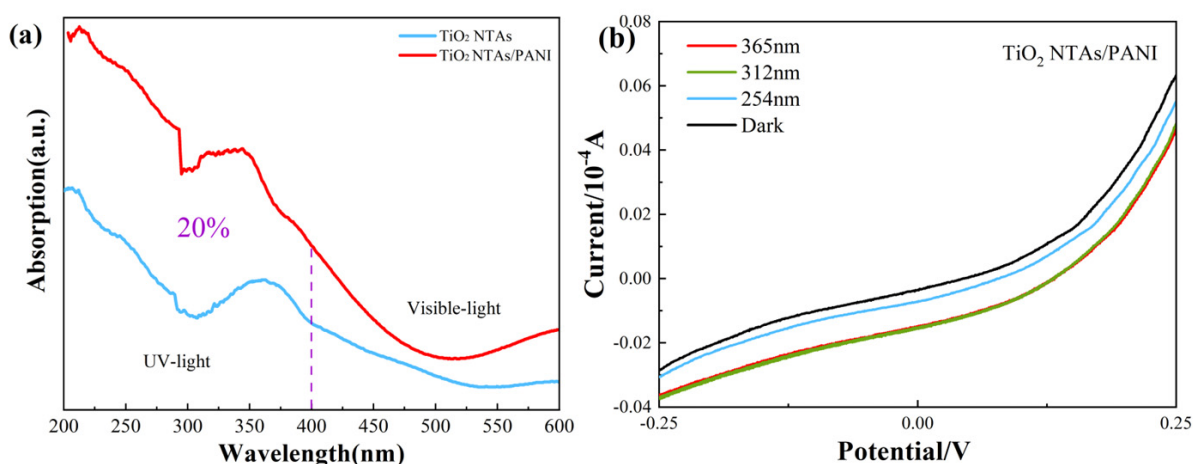 (a)
TiO₂ NTAs
TiO₂ NTAs/PANI
20%
Visible-light
UV-light
Absorption(a.u.)
200 250 300 350 400 450 500 550 600
Wavelength(nm)
(b)
365nm
312nm
254nm
Dark
TiO₂ NTAs/PANI
Current/10⁻⁴A
0.08
0.06
0.04
0.02
0.00
-0.02
-0.04
-0.25 0.00 0.25
Potential/V